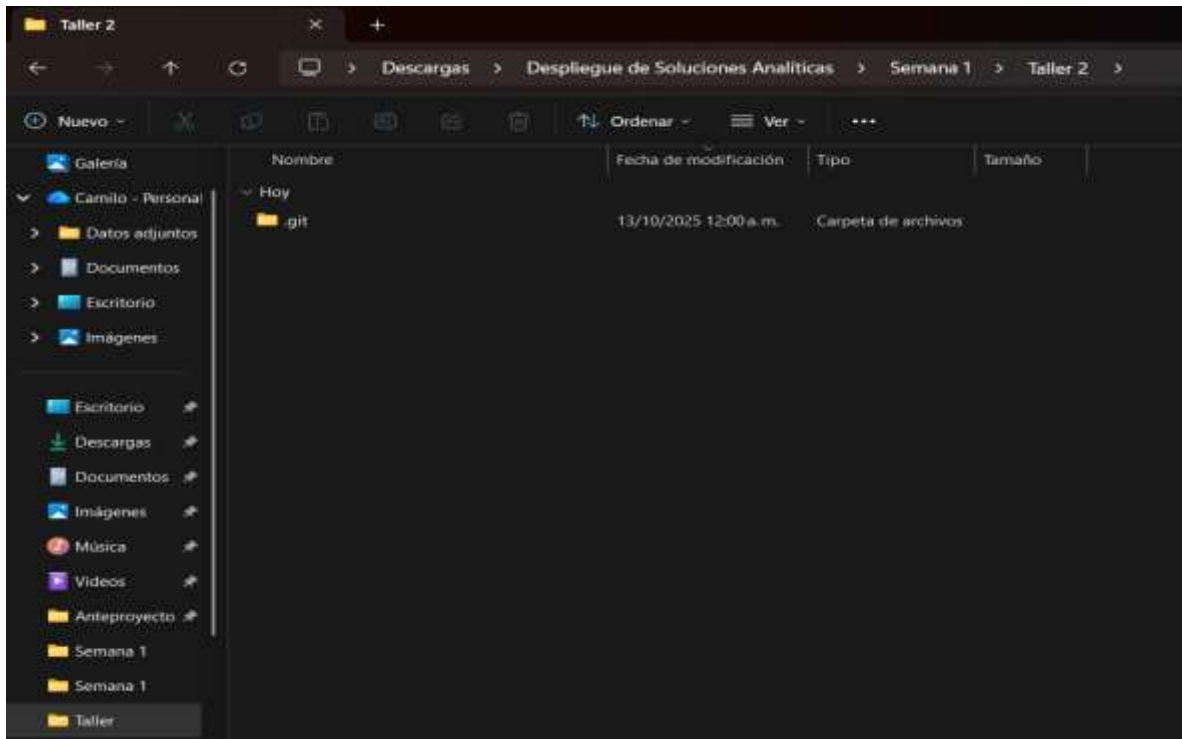 Taller 2
Descargas > Despliegue de Soluciones Analíticas > Semana 1 > Taller 2 >
Nuevo Ordenar Ver ...
Galería
Camilo - Personal
Datos adjuntos
Documentos
Escritorio
Imágenes
Escritorio
Descargas
Documentos
Imágenes
Música
Videos
Anteproyecto
Semana 1
Semana 1
Taller
Nombre Fecha de modificación Tipo Tamaño
Hoy
.git 13/10/2025 12:00 a. m. Carpeta de archivos